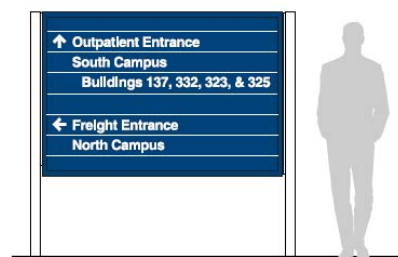 Outpatient Entrance
South Campus
Buildings 137, 332, 323, & 325
Freight Entrance
North Campus